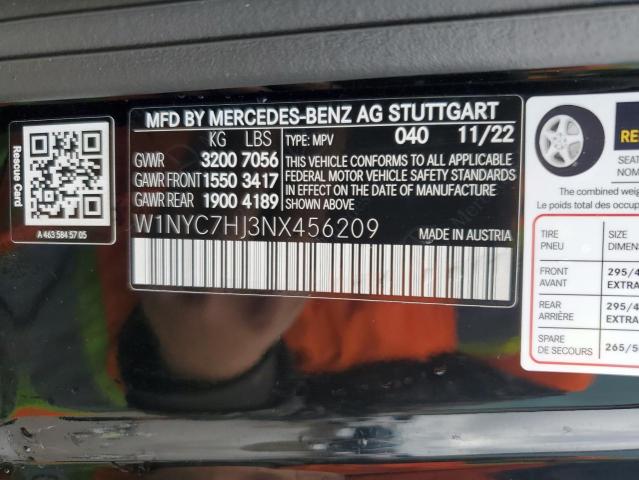 MFD BY MERCEDES-BENZ AG STUTTGART
KG LBS TYPE: MPV 040 11/22
GVWR 3200 7056
GAWR FRONT 1550 3417
GAWR REAR 1900 4189
THIS VEHICLE CONFORMS TO ALL APPLICABLE
FEDERAL MOTOR VEHICLE SAFETY STANDARDS
IN EFFECT ON THE DATE OF MANUFACTURE
SHOWN ABOVE.
W1NYC7HJ3NX456209 MADE IN AUSTRIA
Rescue Card
A 463 584 57 05
SEAT
The combined weig
Le poids total des occup
TIRE SIZE
PNEU
FRONT 295/4
AVANT EXTRA
REAR 295/4
ARRIÈRE EXTRA
SPARE
DE SECOURS 265/5